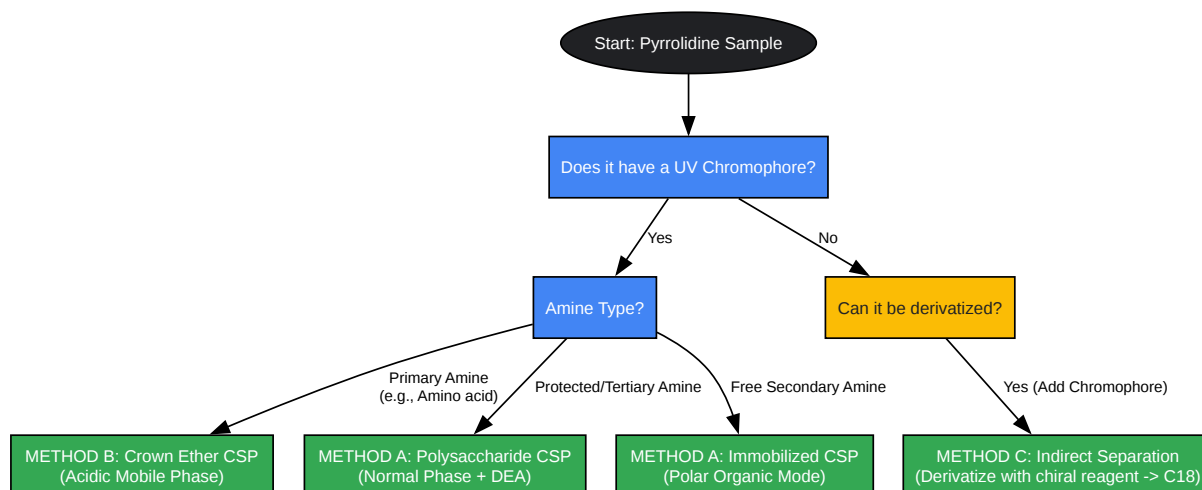 Start: Pyrrolidine Sample
Does it have a UV Chromophore?
Yes
No
Amine Type?
Can it be derivatized?
Primary Amine
(e.g., Amino acid)
Protected/Tertiary Amine
Free Secondary Amine
Yes (Add Chromophore)
METHOD B: Crown Ether CSP
(Acidic Mobile Phase)
METHOD A: Polysaccharide CSP
(Normal Phase + DEA)
METHOD A: Immobilized CSP
(Polar Organic Mode)
METHOD C: Indirect Separation
(Derivatize with chiral reagent -> C18)